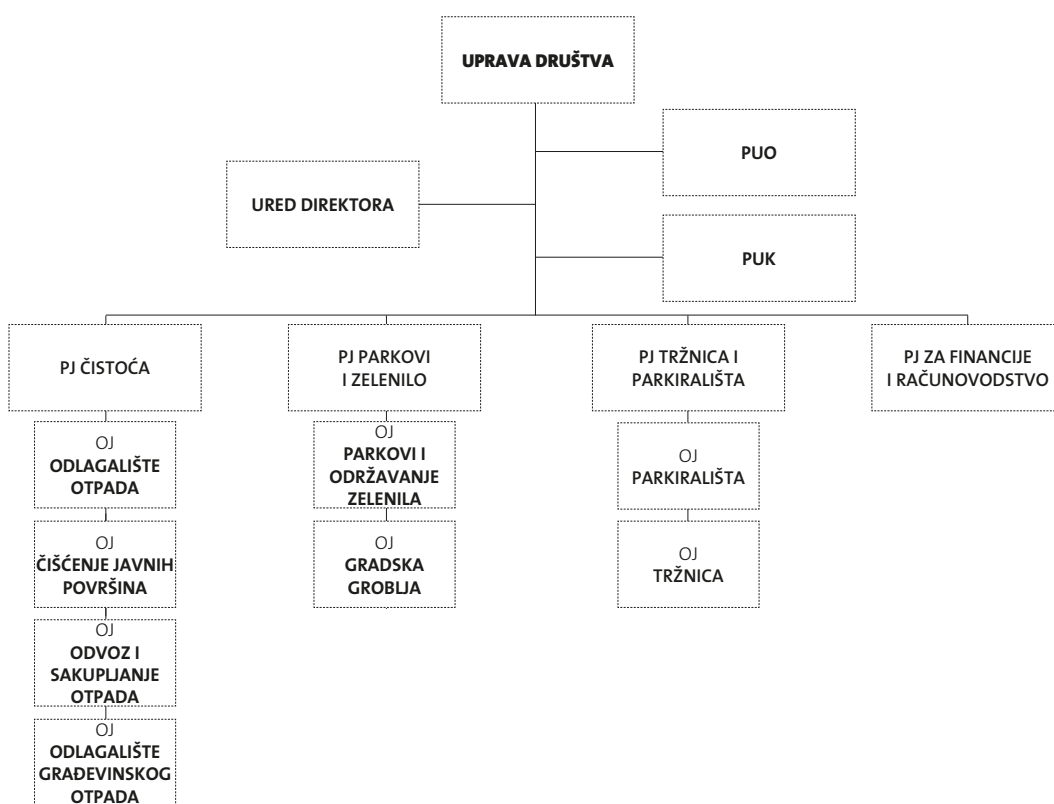 UPRAVA DRUŠTVA
PUO
URED DIREKTORA
PUK
PJ ČISTOĆA
PJ PARKOVI
I ZELENILO
PJ TRŽNICA I
PARKIRALIŠTA
PJ ZA FINANCIJE
I RAČUNOVODSTVO
OJ
ODLAGALIŠTE
OTPADA
OJ
PARKOVI I
ODRŽAVANJE
ZELENILA
OJ
PARKIRALIŠTA
OJ
ČIŠĆENJE JAVNIH
POVRŠINA
OJ
GRADSKA
GROBLJA
OJ
TRŽNICA
OJ
ODVOZ I
SAKUPLJANJE
OTPADA
OJ
ODLAGALIŠTE
GRAĐEVINSKOG
OTPADA